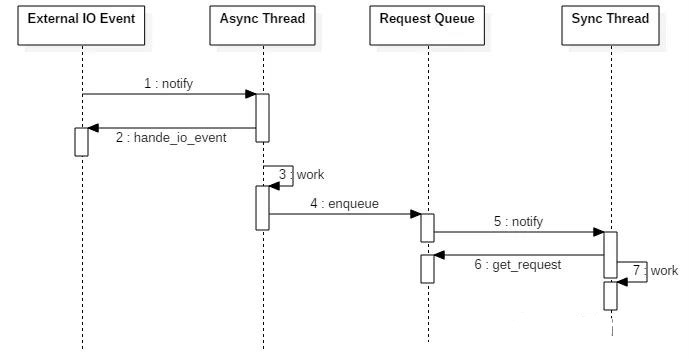 External IO Event
Async Thread
Request Queue
Sync Thread
1 : notify
2 : hande_io_event
3 : work
4 : enqueue
5 : notify
6 : get_request
7 : work